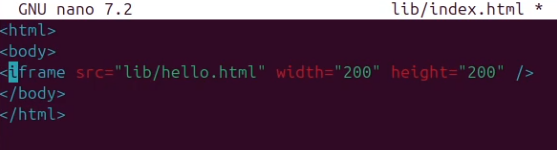 GNU nano 7.2 lib/index.html *
<html>
<body>
<iframe src="lib/hello.html" width="200" height="200" />
</body>
</html>